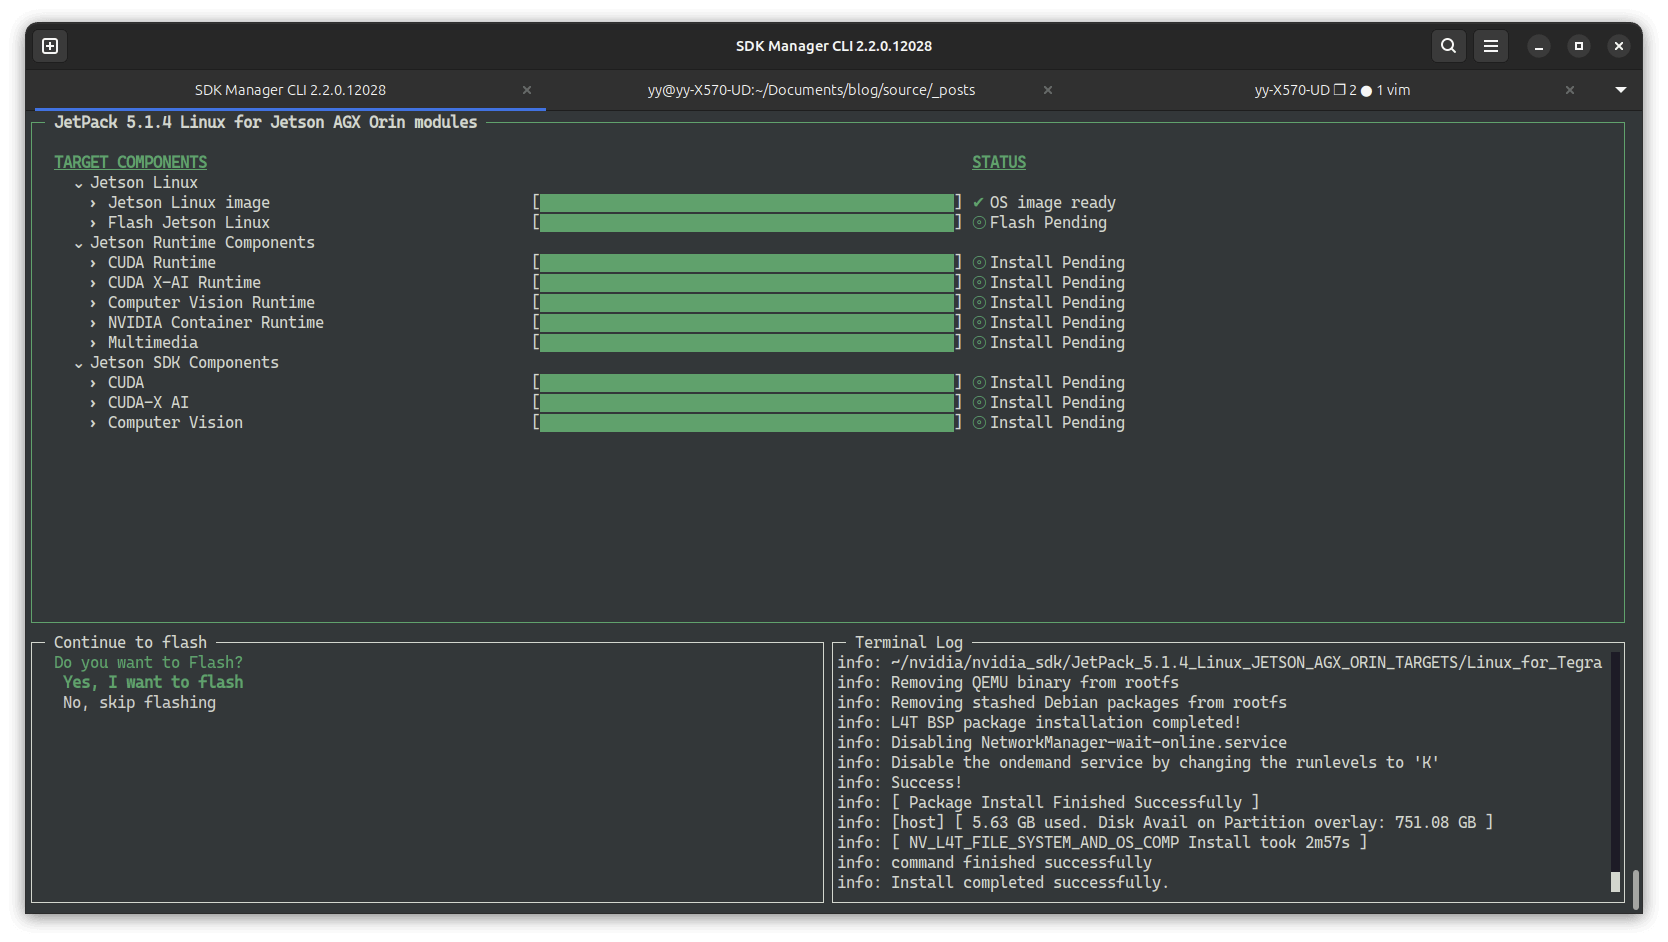 SDK Manager CLI 2.2.0.12028
SDK Manager CLI 2.2.0.12028 yy@yy-X570-UD:~/Documents/blog/source/_posts yy-X570-UD ❐ 2 ● 1 vim
JetPack 5.1.4 Linux for Jetson AGX Orin modules
TARGET COMPONENTS STATUS
Jetson Linux
Jetson Linux image [ ] ✔ OS image ready
Flash Jetson Linux [ ] Flash Pending
Jetson Runtime Components
CUDA Runtime [ ] Install Pending
CUDA X-AI Runtime [ ] Install Pending
Computer Vision Runtime [ ] Install Pending
NVIDIA Container Runtime [ ] Install Pending
Multimedia [ ] Install Pending
Jetson SDK Components
CUDA [ ] Install Pending
CUDA-X AI [ ] Install Pending
Computer Vision [ ] Install Pending
Continue to flash
Do you want to Flash?
Yes, I want to flash
No, skip flashing
Terminal Log
info: ~/nvidia/nvidia_sdk/JetPack_5.1.4_Linux_JETSON_AGX_ORIN_TARGETS/Linux_for_Tegra
info: Removing QEMU binary from rootfs
info: Removing stashed Debian packages from rootfs
info: L4T BSP package installation completed!
info: Disabling NetworkManager-wait-online.service
info: Disable the ondemand service by changing the runlevels to 'K'
info: Success!
info: [ Package Install Finished Successfully ]
info: [host] [ 5.63 GB used. Disk Avail on Partition overlay: 751.08 GB ]
info: [ NV_L4T_FILE_SYSTEM_AND_OS_COMP Install took 2m57s ]
info: command finished successfully
info: Install completed successfully.